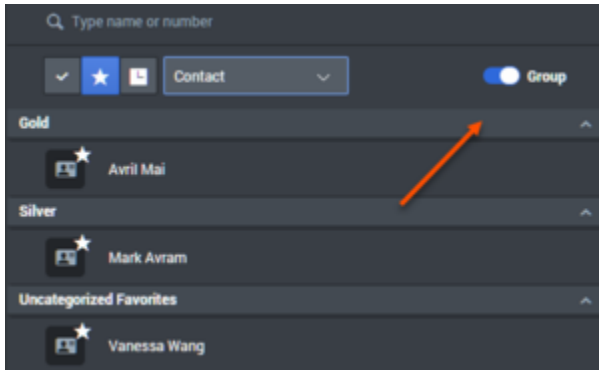 Type name or number
Contact
Group
Gold
Avril Mai
Silver
Mark Avram
Uncategorized Favorites
Vanessa Wang